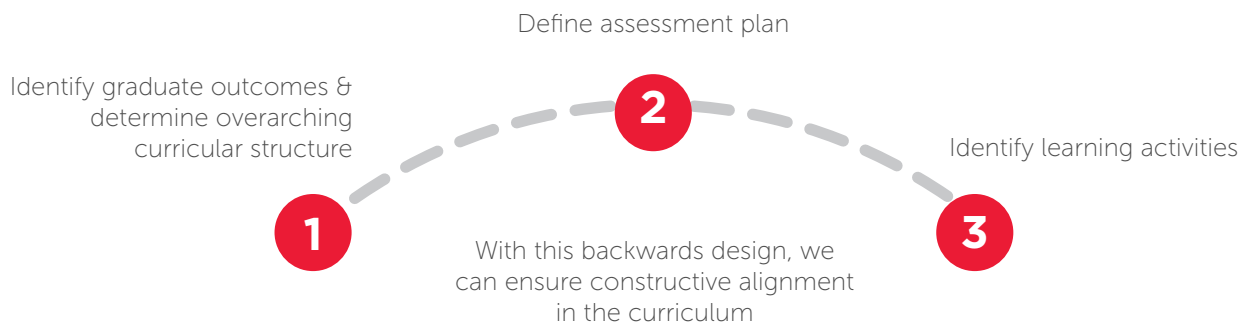 Define assessment plan
Identify graduate outcomes &
determine overarching
curricular structure
2
Identify learning activities
1
3
With this backwards design, we
can ensure constructive alignment
in the curriculum